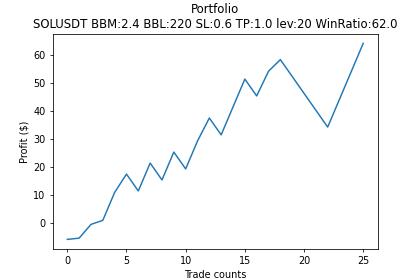 Portfolio
SOLUSDT BBM:2.4 BBL:220 SL:0.6 TP:1.0 lev:20 WinRatio:62.0
60
50
40
30
20
10
0
Profit ($)
0 5 10 15 20 25
Trade counts